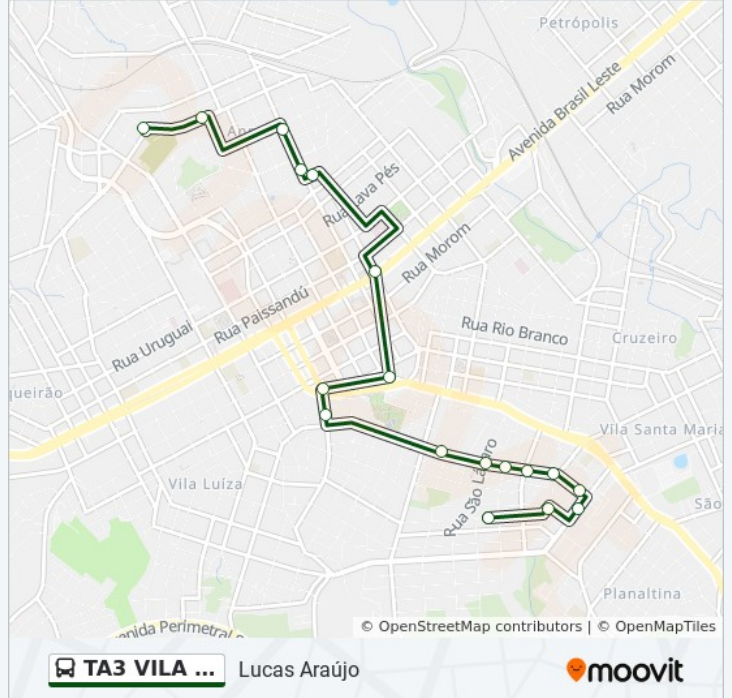 Petrópolis
Avenida Brasil Leste
Rua Morom
Rua Lava Pés
Rua Morom
Rua Paissandú
Rua Uruguai
Rua Rio Branco
Cruzeiro
queirão
Vila Santa Maria
Vila Luíza
Rua São Lázaro
São
Planaltina
enida Perimetral S
© OpenStreetMap contributors | © OpenMapTiles
TA3 VILA ... Lucas Araújo
moovit